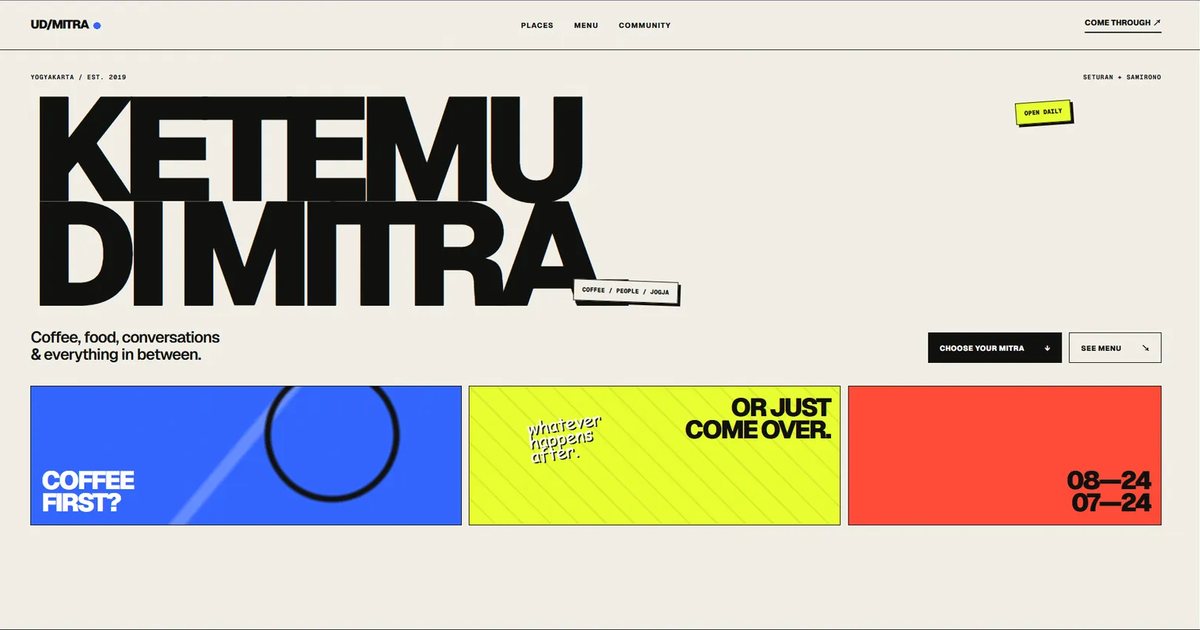 UD/MITRA
PLACES MENU COMMUNITY
COME THROUGH ↗
YOGYAKARTA / EST. 2019
SETURAN + SAMIRONO
KETEMU
DI MITRA
OPEN DAILY
COFFEE / PEOPLE / JOGJA
Coffee, food, conversations
& everything in between.
CHOOSE YOUR MITRA ↓
SEE MENU ↘
COFFEE
FIRST?
whatever
happens
after.
OR JUST
COME OVER.
08—24
07—24